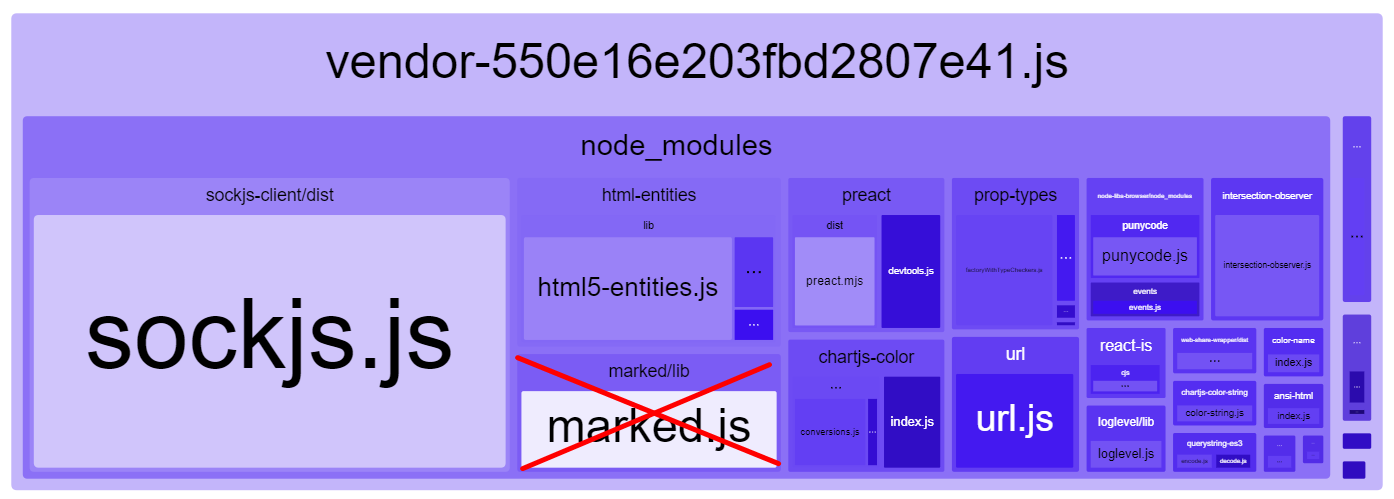 vendor-550e16e203fbd2807e41.js
node_modules
sockjs-client/dist
sockjs.js
html-entities
lib
html5-entities.js
...
...
marked/lib
marked.js
preact
dist
preact.mjs
devtools.js
chartjs-color
...
conversions.js
...
index.js
prop-types
factoryWithTypeCheckers.js
...
...
url
url.js
node-libs-browser/node_modules
punycode
punycode.js
events
events.js
intersection-observer
intersection-observer.js
react-is
cjs
...
loglevel/lib
loglevel.js
web-share-wrapper/dist
...
chartjs-color-string
color-string.js
querystring-es3
encode.js
decode.js
color-name
index.js
ansi-html
index.js
...
...
...
...
...
...
...
...